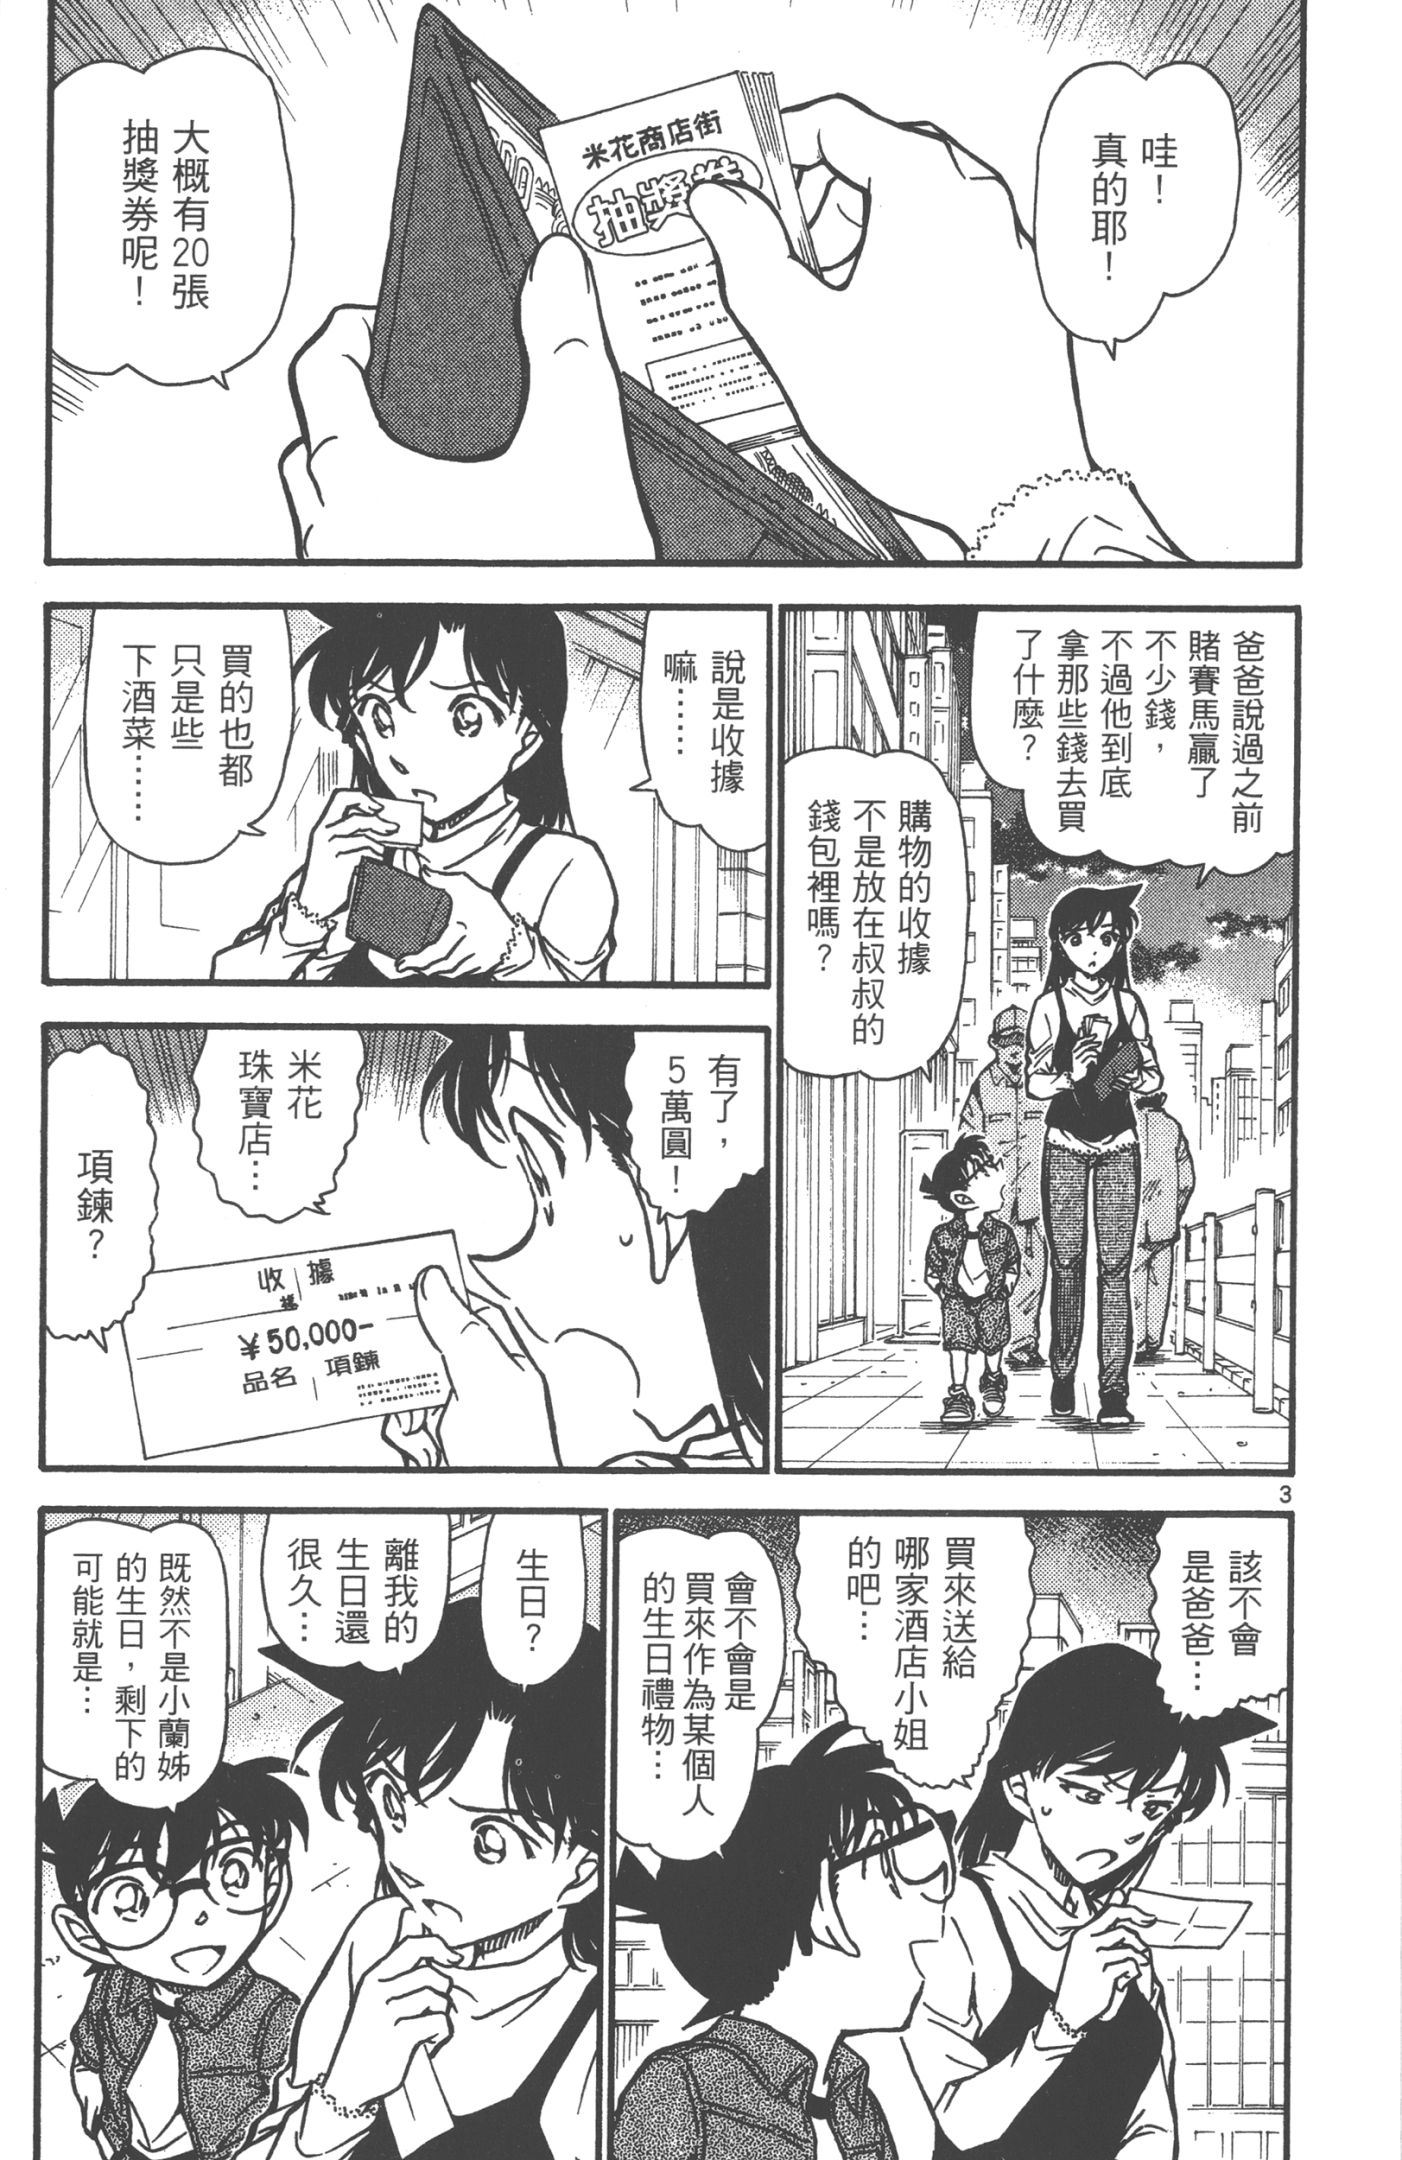 哇！
真的耶！
米花商店街
抽獎券
大概有20張
抽獎券呢！
爸爸說過之前
賭賽馬贏了
不少錢，
不過他到底
拿那些錢去買
了什麼？
購物的收據
不是放在叔叔的
錢包裡嗎？
說是收據
嘛……
買的也都
只是些
下酒菜……
有了，
5萬圓！
米花
珠寶店…
項鍊？
收據
￥50,000-
品名 項鍊
3
該不會
是爸爸…
買來送給
哪家酒店小姐
的吧…
會不會是
買來作為某個人
的生日禮物…
生日？
離我的
生日還
很久…
既然不是小蘭姊
的生日，剩下的
可能就是…